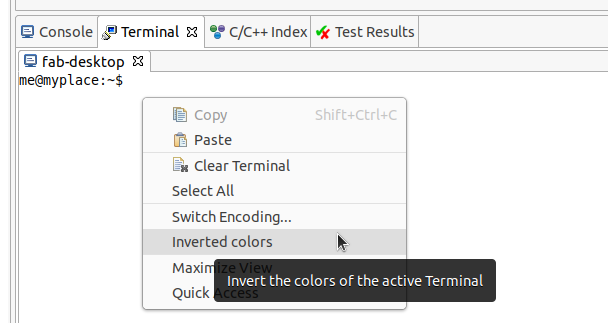 Console Terminal C/C++ Index Test Results
fab-desktop
me@myplace:~$
Copy Shift+Ctrl+C
Paste
Clear Terminal
Select All
Switch Encoding...
Inverted colors
Maximize View
Invert the colors of the active Terminal
Quick Access